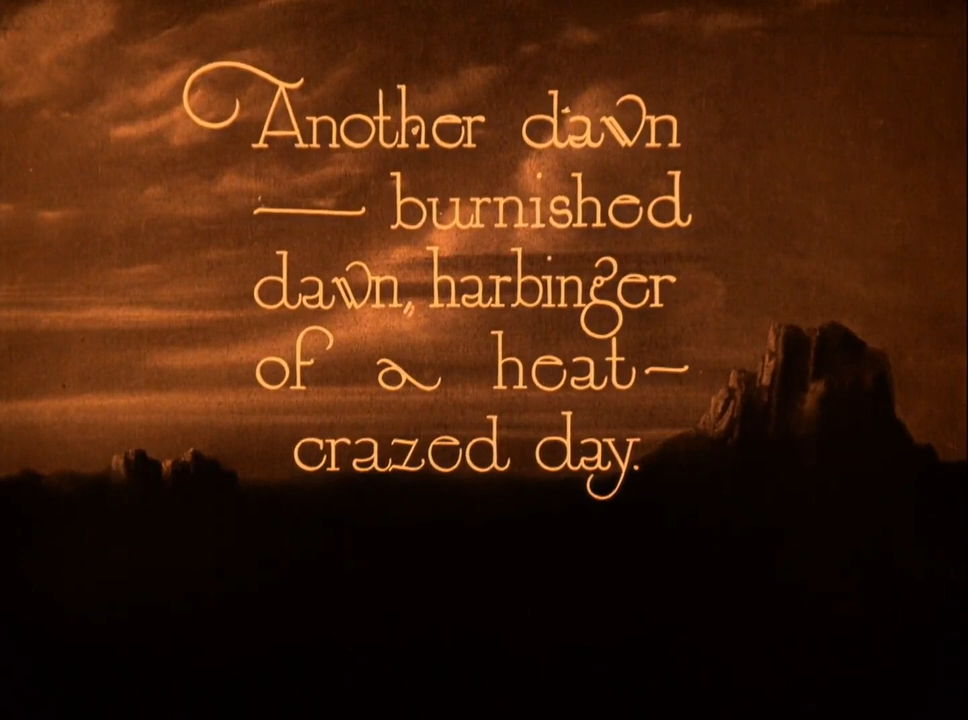 Another dawn
— burnished
dawn, harbinger
of a heat-
crazed day.